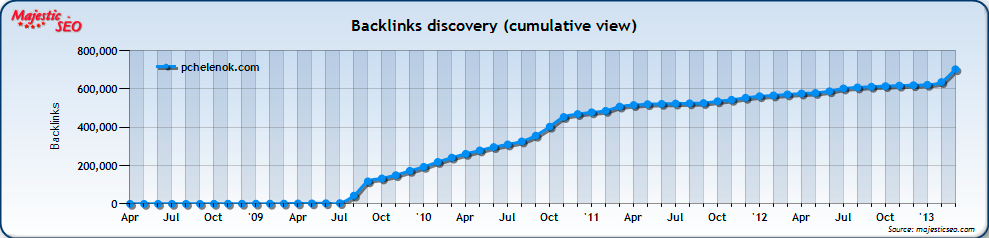 Majestic
SEO
Backlinks discovery (cumulative view)
800,000
600,000
400,000
200,000
0
Backlinks
pchelenok.com
Apr Jul Oct '09 Apr Jul Oct '10 Apr Jul Oct '11 Apr Jul Oct '12 Apr Jul Oct '13
Source: majesticseo.com